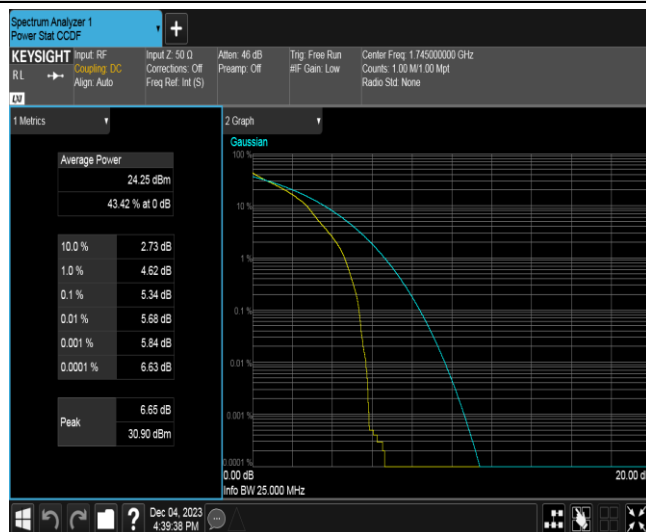 Spectrum Analyzer 1
Power Stat CCDF
KEYSIGHT
RL
LXI
Input: RF
Coupling: DC
Align: Auto
Input Z: 50 Ω
Corrections: Off
Freq Ref: Int (S)
Atten: 46 dB
Preamp: Off
Trig: Free Run
#IF Gain: Low
Center Freq: 1.745000000 GHz
Counts: 1.00 M/1.00 Mpt
Radio Std: None
1 Metrics
Average Power
24.25 dBm
43.42 % at 0 dB
10.0 % 2.73 dB
1.0 % 4.62 dB
0.1 % 5.34 dB
0.01 % 5.68 dB
0.001 % 5.84 dB
0.0001 % 6.63 dB
Peak
6.65 dB
30.90 dBm
2 Graph
Gaussian
100 %
10 %
1 %
0.1 %
0.01 %
0.001 %
0.0001 %
0.00 dB
20.00 d
Info BW 25.000 MHz
?
Dec 04, 2023
4:39:38 PM